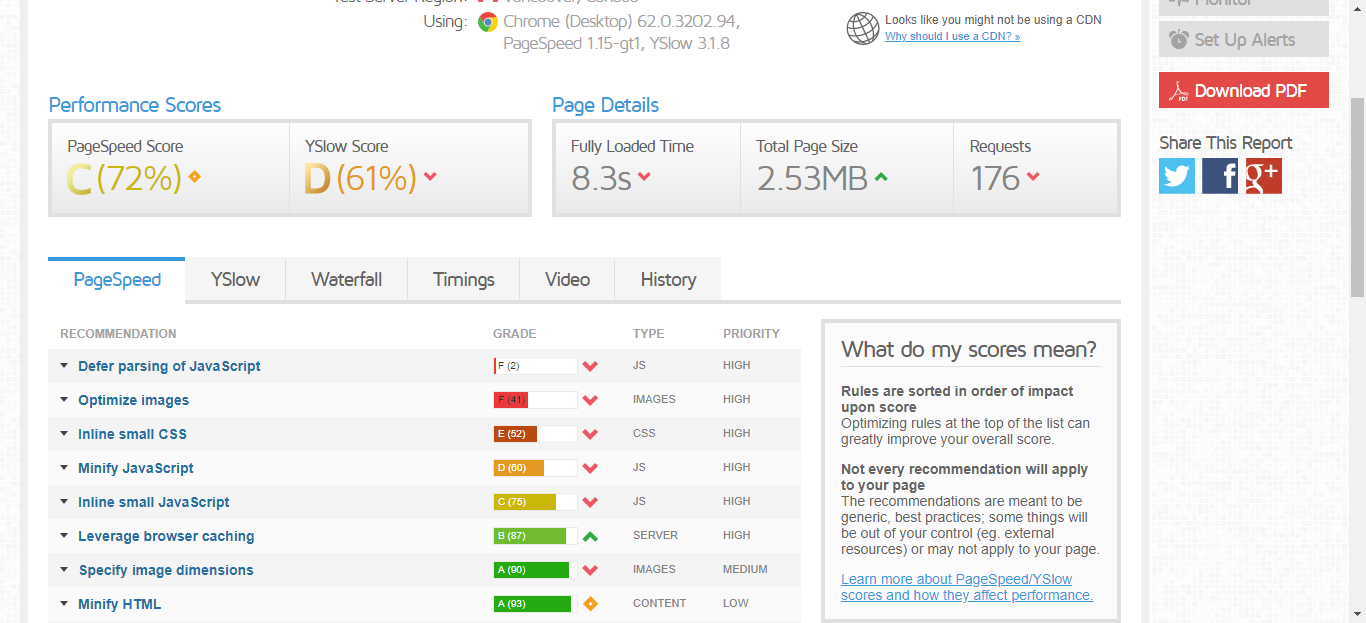 Using: Chrome (Desktop) 62.0.3202.94,
PageSpeed 1.15-gt1, YSlow 3.1.8
Looks like you might not be using a CDN
Why should I use a CDN? »
Monitor
Set Up Alerts
Download PDF
Share This Report
Performance Scores
PageSpeed Score
C (72%)
YSlow Score
D (61%)
Page Details
Fully Loaded Time
8.3s
Total Page Size
2.53MB
Requests
176
PageSpeed YSlow Waterfall Timings Video History
RECOMMENDATION GRADE TYPE PRIORITY
Defer parsing of JavaScript F (2) JS HIGH
Optimize images F (41) IMAGES HIGH
Inline small CSS E (52) CSS HIGH
Minify JavaScript D (60) JS HIGH
Inline small JavaScript C (75) JS HIGH
Leverage browser caching B (87) SERVER HIGH
Specify image dimensions A (90) IMAGES MEDIUM
Minify HTML A (93) CONTENT LOW
What do my scores mean?
Rules are sorted in order of impact
upon score
Optimizing rules at the top of the list can
greatly improve your overall score.
Not every recommendation will apply
to your page
The recommendations are meant to be
generic, best practices; some things will
be out of your control (eg. external
resources) or may not apply to your page.
Learn more about PageSpeed/YSlow
scores and how they affect performance.